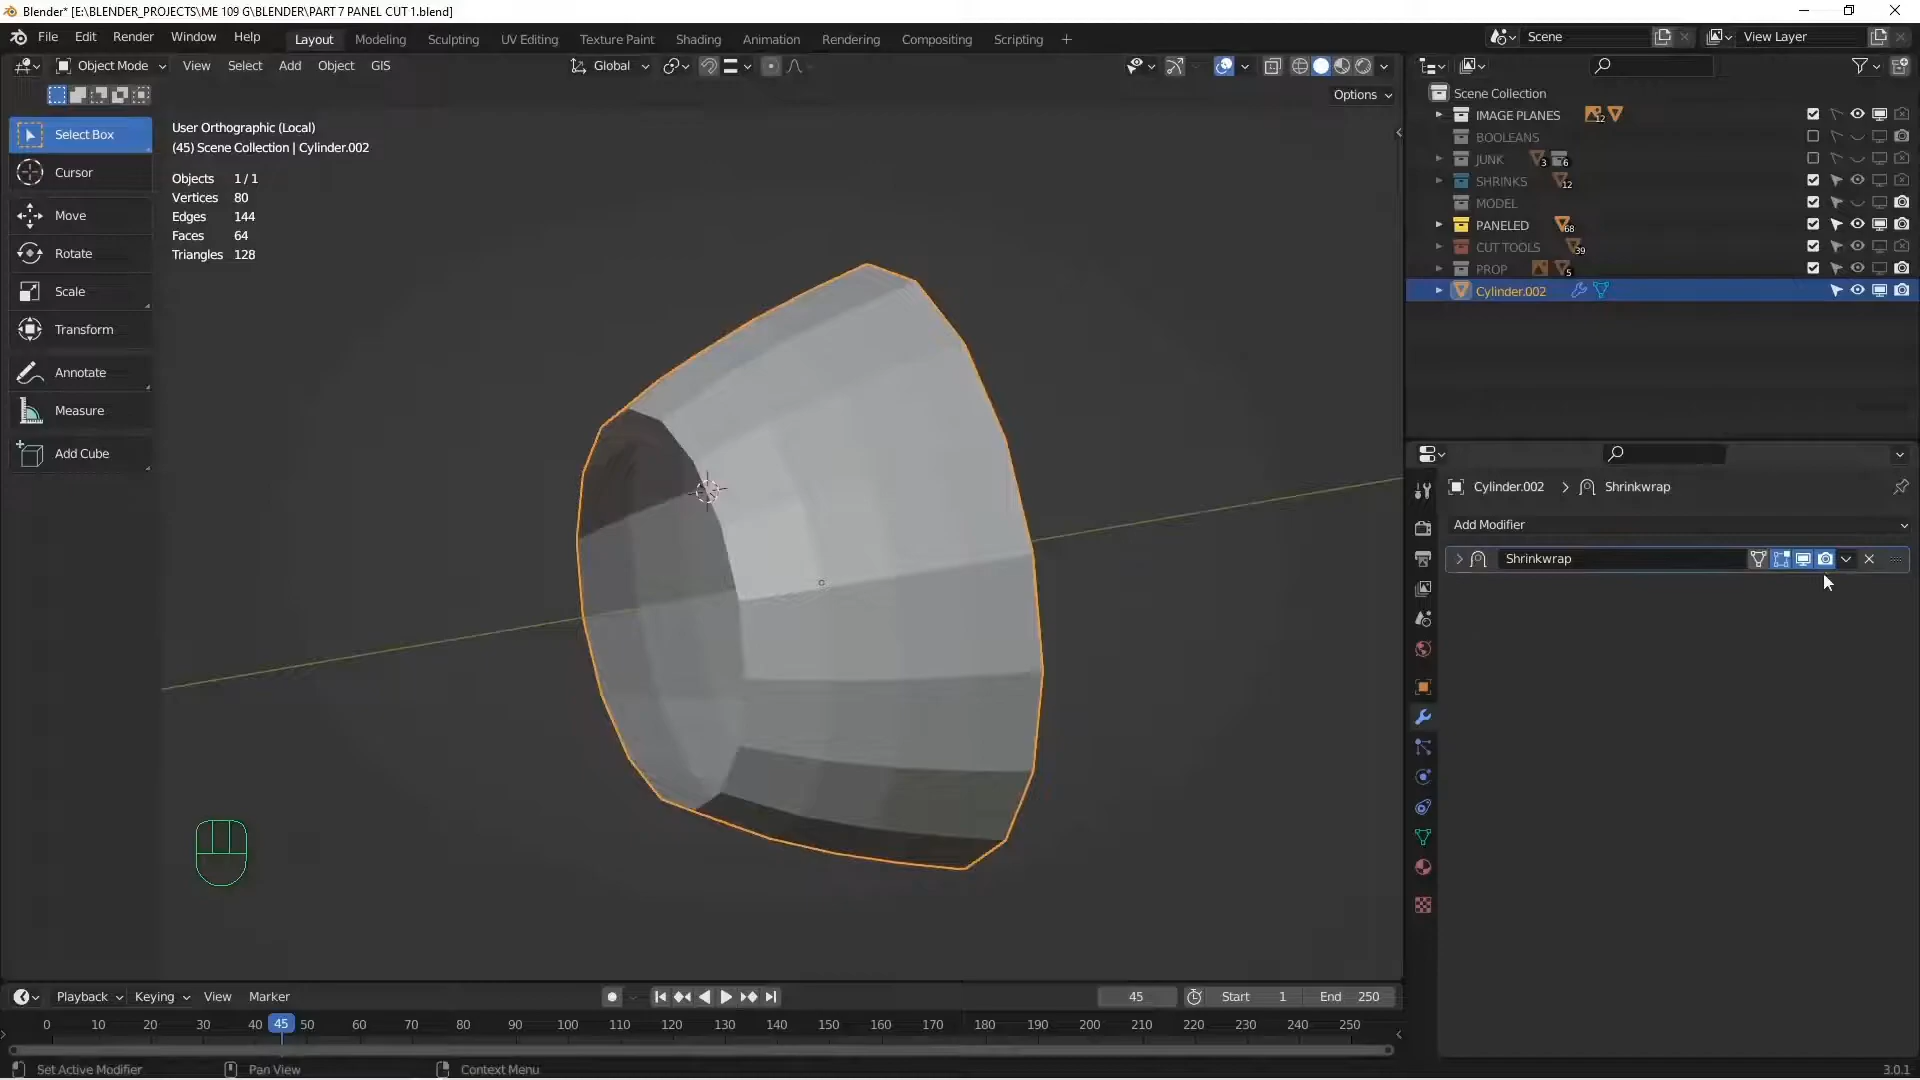 Blender* [E:\BLENDER_PROJECTS\ME 109 G\BLENDER\PART 7 PANEL CUT 1.blend]
File Edit Render Window Help Layout Modeling Sculpting UV Editing Texture Paint Shading Animation Rendering Compositing Scripting + Scene View Layer
Object Mode View Select Add Object GIS Global
Options
Select Box
Cursor
Move
Rotate
Scale
Transform
Annotate
Measure
Add Cube
User Orthographic (Local)
(45) Scene Collection | Cylinder.002
Objects 1/1
Vertices 80
Edges 144
Faces 64
Triangles 128
Scene Collection
IMAGE PLANES 12
BOOLEANS
JUNK 3 6
SHRINKS 12
MODEL
PANELED 68
CUT TOOLS 39
PROP 5
Cylinder.002
Cylinder.002 > Shrinkwrap
Add Modifier
Shrinkwrap
Playback Keying View Marker 45 Start 1 End 250
0 10 20 30 40 45 50 60 70 80 90 100 110 120 130 140 150 160 170 180 190 200 210 220 230 240 250
Set Active Modifier Pan View Context Menu 3.0.1